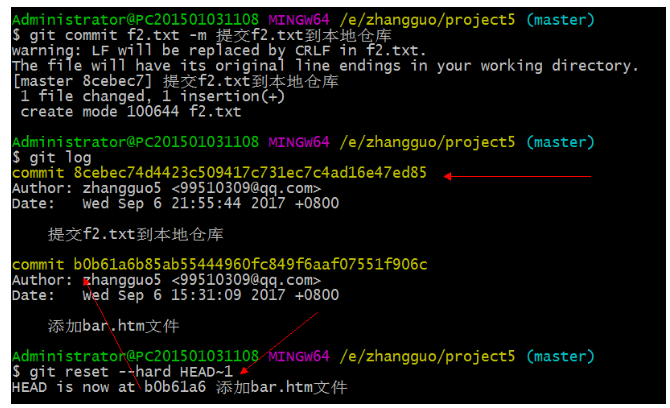 Administrator@PC201501031108 MINGW64 /e/zhangguo/project5 (master)
$ git commit f2.txt -m 提交f2.txt到本地仓库
warning: LF will be replaced by CRLF in f2.txt.
The file will have its original line endings in your working directory.
[master 8cebec7] 提交f2.txt到本地仓库
1 file changed, 1 insertion(+)
create mode 100644 f2.txt
Administrator@PC201501031108 MINGW64 /e/zhangguo/project5 (master)
$ git log
commit 8cebec74d4423c509417c731ec7c4ad16e47ed85
Author: zhangguo5 <99510309@qq.com>
Date: Wed Sep 6 21:55:44 2017 +0800
提交f2.txt到本地仓库
commit b0b61a6b85ab55444960fc849f6aaf07551f906c
Author: zhangguo5 <99510309@qq.com>
Date: Wed Sep 6 15:31:09 2017 +0800
添加bar.htm文件
Administrator@PC201501031108 MINGW64 /e/zhangguo/project5 (master)
$ git reset --hard HEAD~1
HEAD is now at b0b61a6 添加bar.htm文件